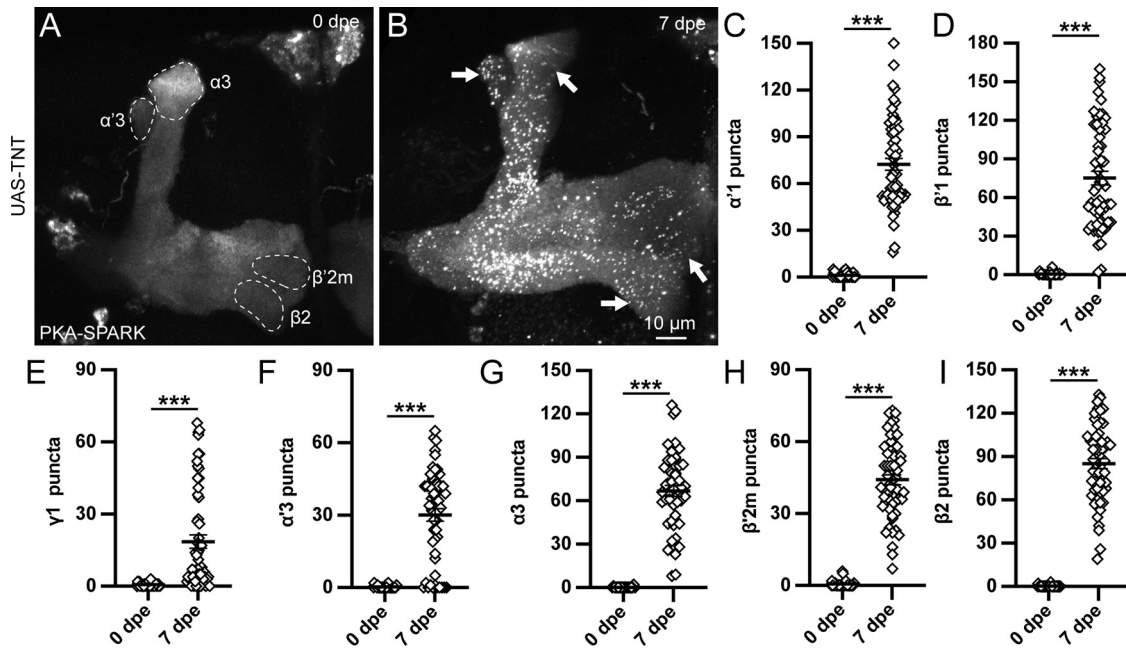 A
0 dpe
α3
α'3
β'2m
β2
PKA-SPARK
UAS-TNT
B
7 dpe
10 µm
C
***
150
120
90
60
30
0
α'1 puncta
0 dpe
7 dpe
D
***
180
150
120
90
60
30
0
β'1 puncta
0 dpe
7 dpe
E
***
90
60
30
0
γ1 puncta
0 dpe
7 dpe
F
***
90
60
30
0
α'3 puncta
0 dpe
7 dpe
G
***
150
120
90
60
30
0
α3 puncta
0 dpe
7 dpe
H
***
90
60
30
0
β'2m puncta
0 dpe
7 dpe
I
***
150
120
90
60
30
0
β2 puncta
0 dpe
7 dpe